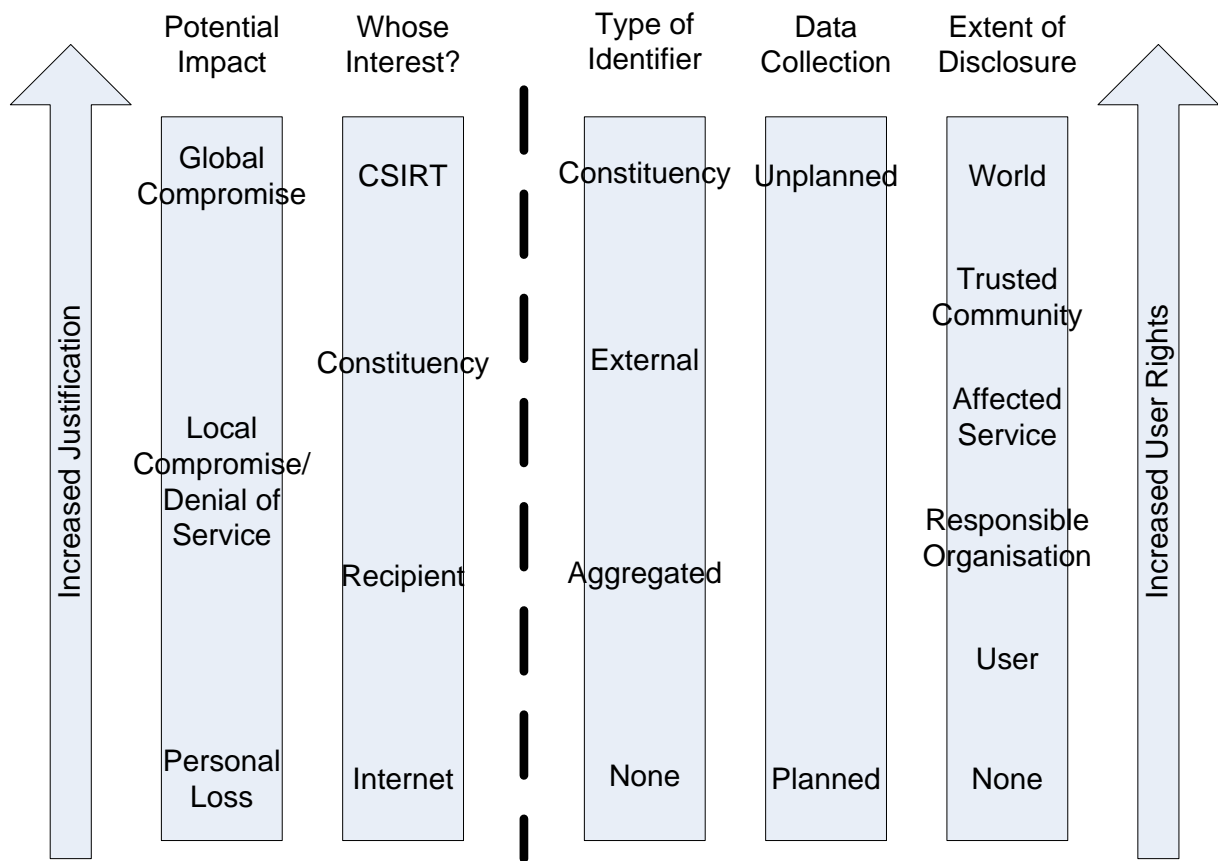 Potential
Impact
Whose
Interest?
Type of
Identifier
Data
Collection
Extent of
Disclosure
Increased Justification
Global
Compromise
Local
Compromise/
Denial of
Service
Personal
Loss
CSIRT
Constituency
Recipient
Internet
Constituency
External
Aggregated
None
Unplanned
Planned
World
Trusted
Community
Affected
Service
Responsible
Organisation
User
None
Increased User Rights